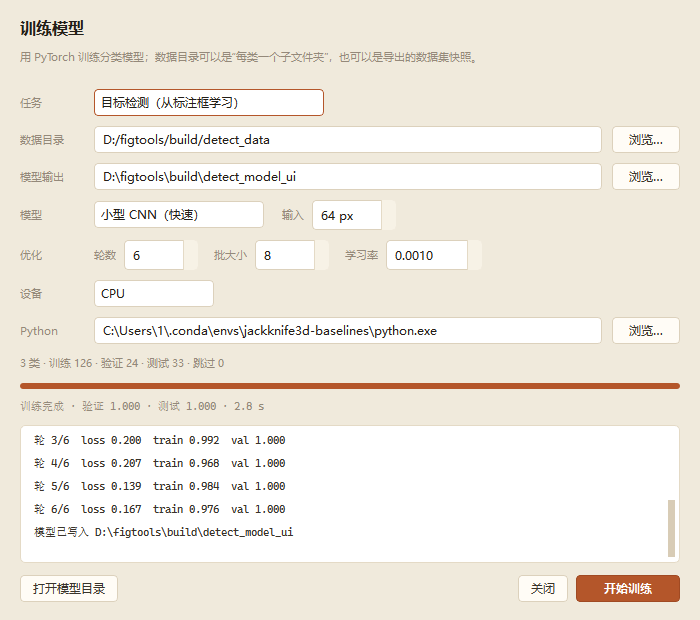 训练模型
用 PyTorch 训练分类模型；数据目录可以是“每类一个子文件夹”，也可以是导出的数据集快照。
任务 目标检测（从标注框学习）
数据目录 D:/figtools/build/detect_data 浏览...
模型输出 D:\figtools\build\detect_model_ui 浏览...
模型 小型 CNN（快速） 输入 64 px
优化 轮数 6 批大小 8 学习率 0.0010
设备 CPU
Python C:\Users\1\.conda\envs\jackknife3d-baselines\python.exe 浏览...
3 类 · 训练 126 · 验证 24 · 测试 33 · 跳过 0
训练完成 · 验证 1.000 · 测试 1.000 · 2.8 s
轮 3/6 loss 0.200 train 0.992 val 1.000
轮 4/6 loss 0.207 train 0.968 val 1.000
轮 5/6 loss 0.139 train 0.984 val 1.000
轮 6/6 loss 0.167 train 0.976 val 1.000
模型已写入 D:\figtools\build\detect_model_ui
打开模型目录 关闭 开始训练